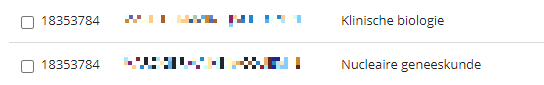 18353784 Klinische biologie
18353784 Nucleaire geneeskunde